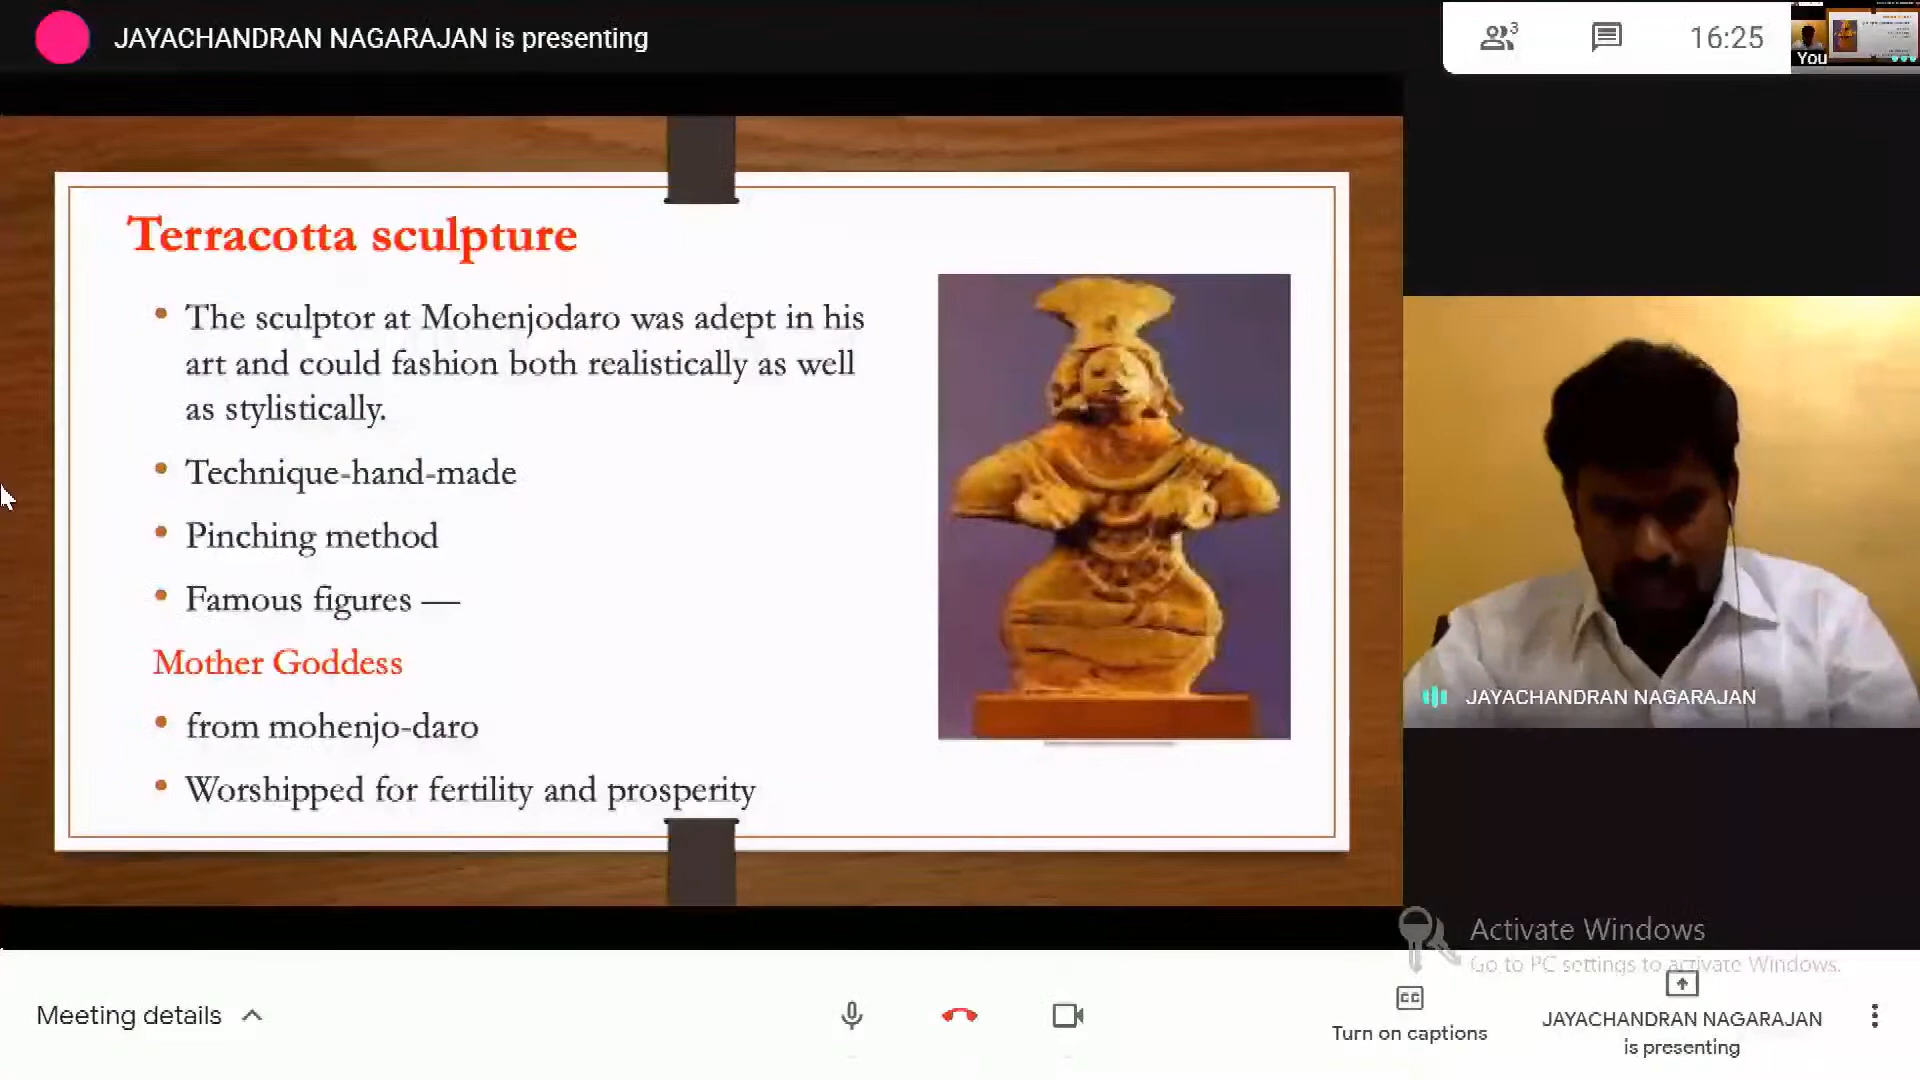 JAYACHANDRAN NAGARAJAN is presenting
3
16:25
You
Terracotta sculpture
• The sculptor at Mohenjodaro was adept in his
art and could fashion both realistically as well
as stylistically.
• Technique-hand-made
• Pinching method
• Famous figures —
Mother Goddess
• from mohenjo-daro
• Worshipped for fertility and prosperity
JAYACHANDRAN NAGARAJAN
Activate Windows
Go to PC settings to activate Windows.
Meeting details
CC
Turn on captions
JAYACHANDRAN NAGARAJAN
is presenting